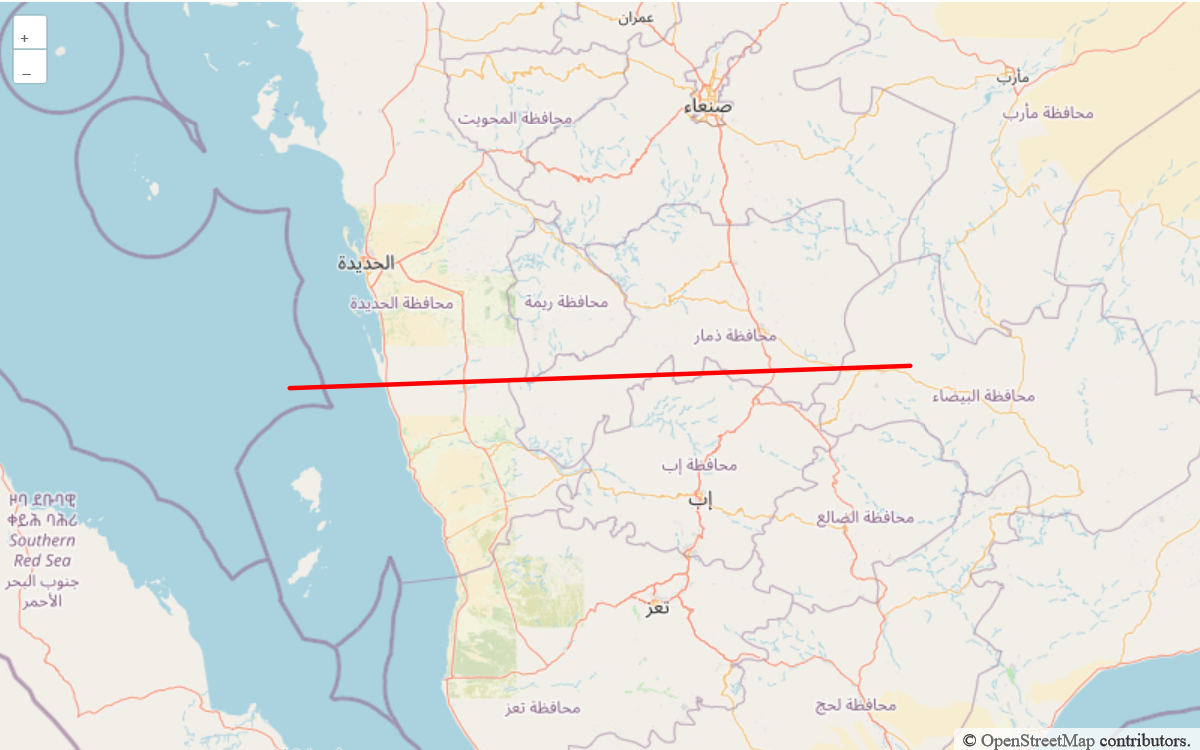 +
–
عمران
مأرب
صنعاء
محافظة مأرب
محافظة المحويت
الحديدة
محافظة الحديدة
محافظة ريمة
محافظة ذمار
محافظة البيضاء
محافظة إب
إب
محافظة الضالع
ዞባ ደቡባዊ
ቀይሕ ባሕሪ
Southern
Red Sea
جنوب البحر
الأحمر
تعز
محافظة تعز
محافظة لحج
© OpenStreetMap contributors.